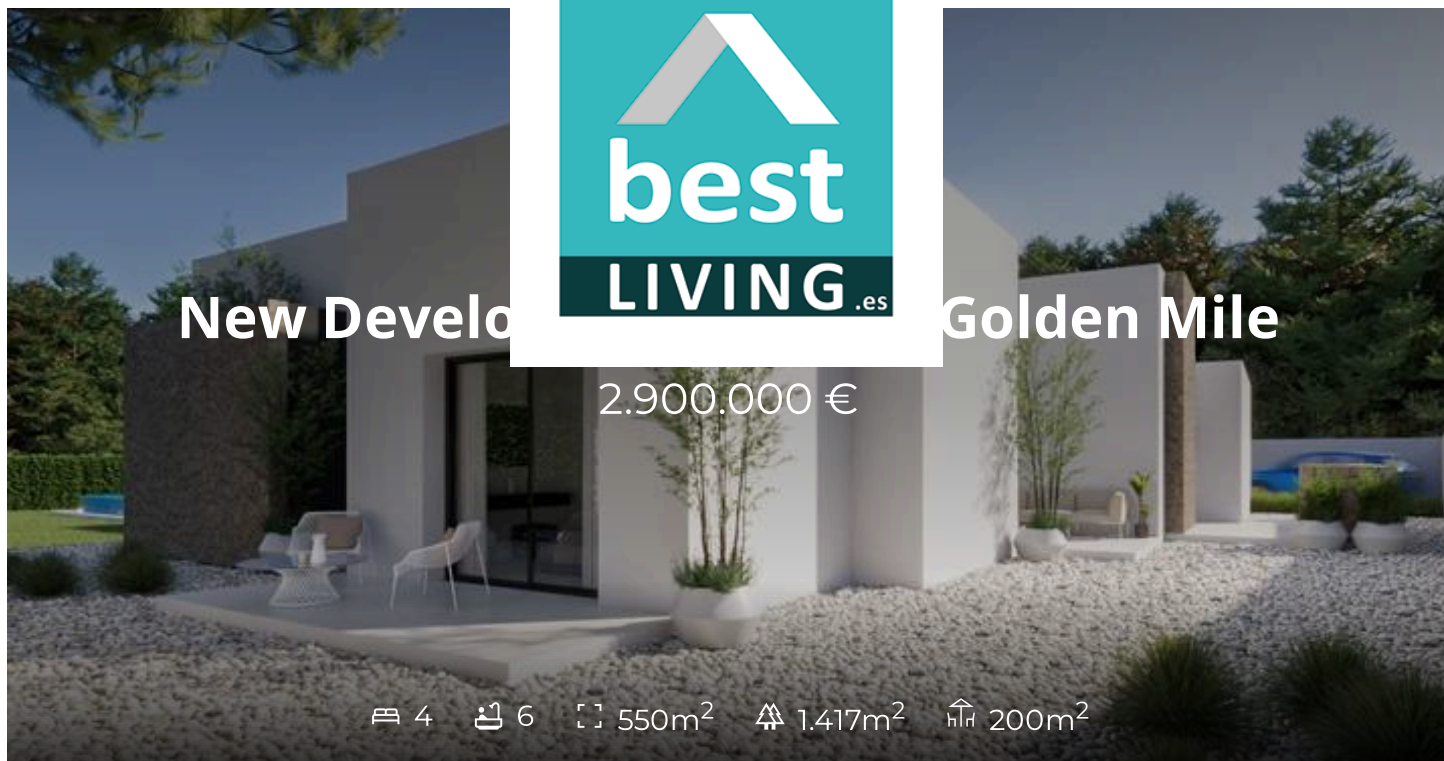 best
LIVING.es
New Develo Golden Mile
2.900.000 €
4 6 550m² 1.417m² 200m²